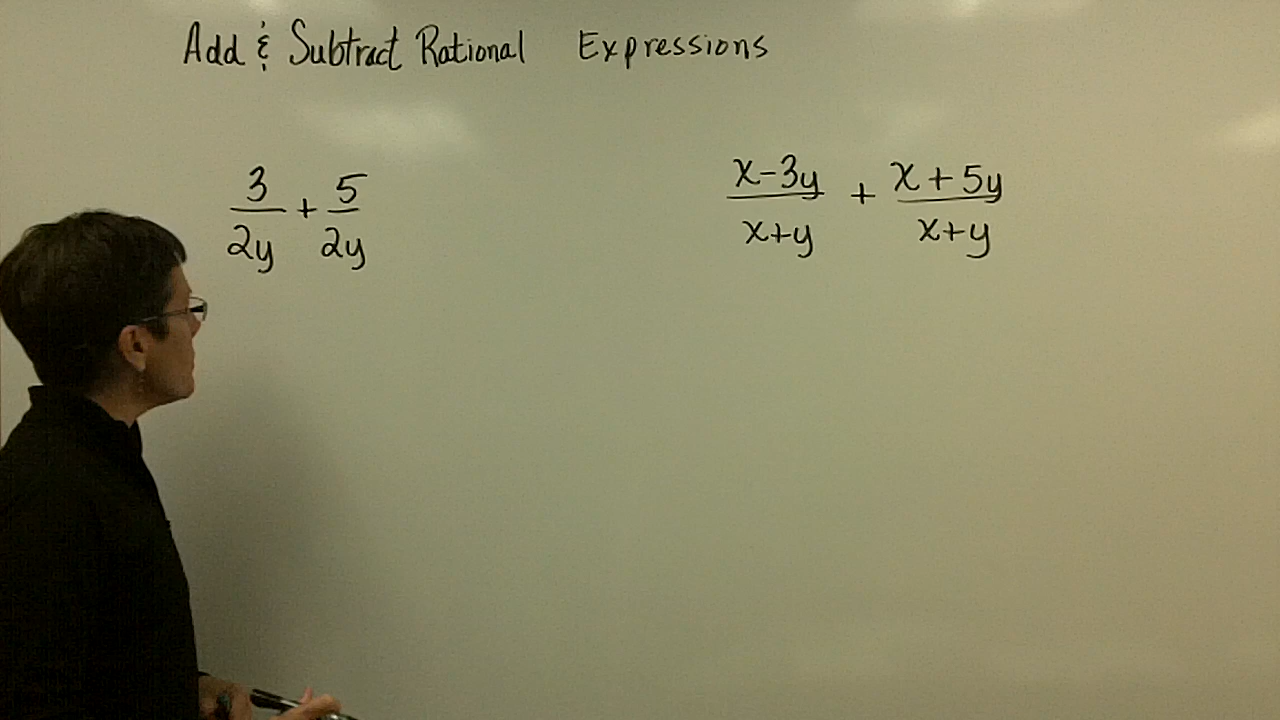 Add & Subtract Rational Expressions
3/2y + 5/2y
x-3y/x+y + x+5y/x+y